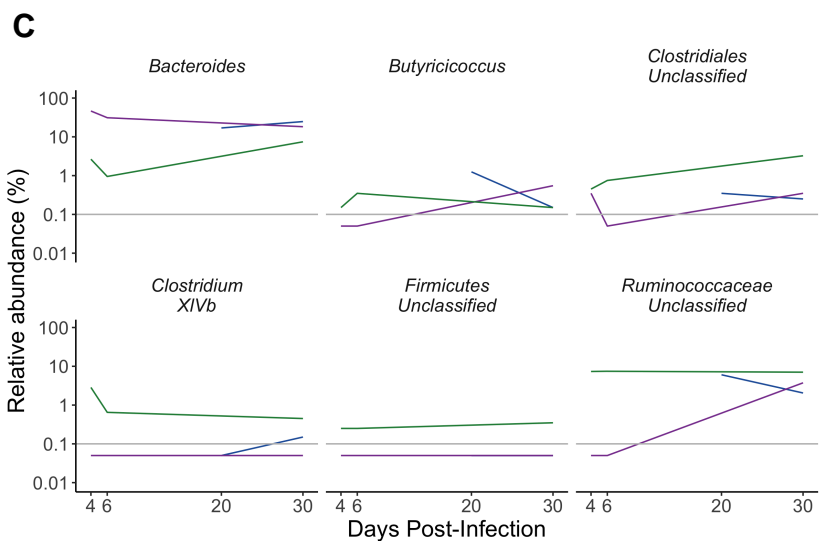 C
Bacteroides
Butyricicoccus
Clostridiales
Unclassified
100
10
1
0.1
0.01
Clostridium
XIVb
Firmicutes
Unclassified
Ruminococcaceae
Unclassified
100
10
1
0.1
0.01
Relative abundance (%)
4 6 20 30
4 6 20 30
4 6 20 30
Days Post-Infection